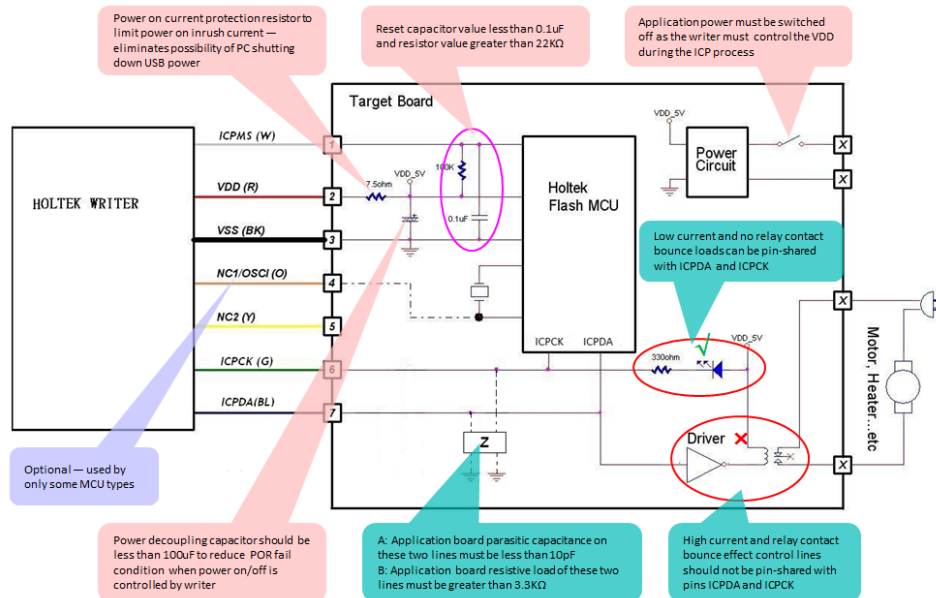 Power on current protection resistor to
limit power on inrush current —
eliminates possibility of PC shutting
down USB power
Reset capacitor value less than 0.1uF
and resistor value greater than 22KΩ
Application power must be switched
off as the writer must control the VDD
during the ICP process
Target Board
HOLTEK WRITER
ICPMS (W)
1
VDD (R)
2
VSS (BK)
3
NC1/OSCI (O)
4
NC2 (Y)
5
ICPCK (G)
6
ICPDA(BL)
7
7.5ohm
VDD_5V
100K
0.1uF
Holtek
Flash MCU
ICPCK
ICPDA
VDD_5V
Power
Circuit
X
X
Low current and no relay contact
bounce loads can be pin-shared
with ICPDA and ICPCK
330ohm
VDD_5V
X
Motor, Heater...etc
Driver
X
Z
Optional — used by
only some MCU types
Power decoupling capacitor should be
less than 100uF to reduce POR fail
condition when power on/off is
controlled by writer
A: Application board parasitic capacitance on
these two lines must be less than 10pF
B: Application board resistive load of these two
lines must be greater than 3.3KΩ
High current and relay contact
bounce effect control lines
should not be pin-shared with
pins ICPDA and ICPCK